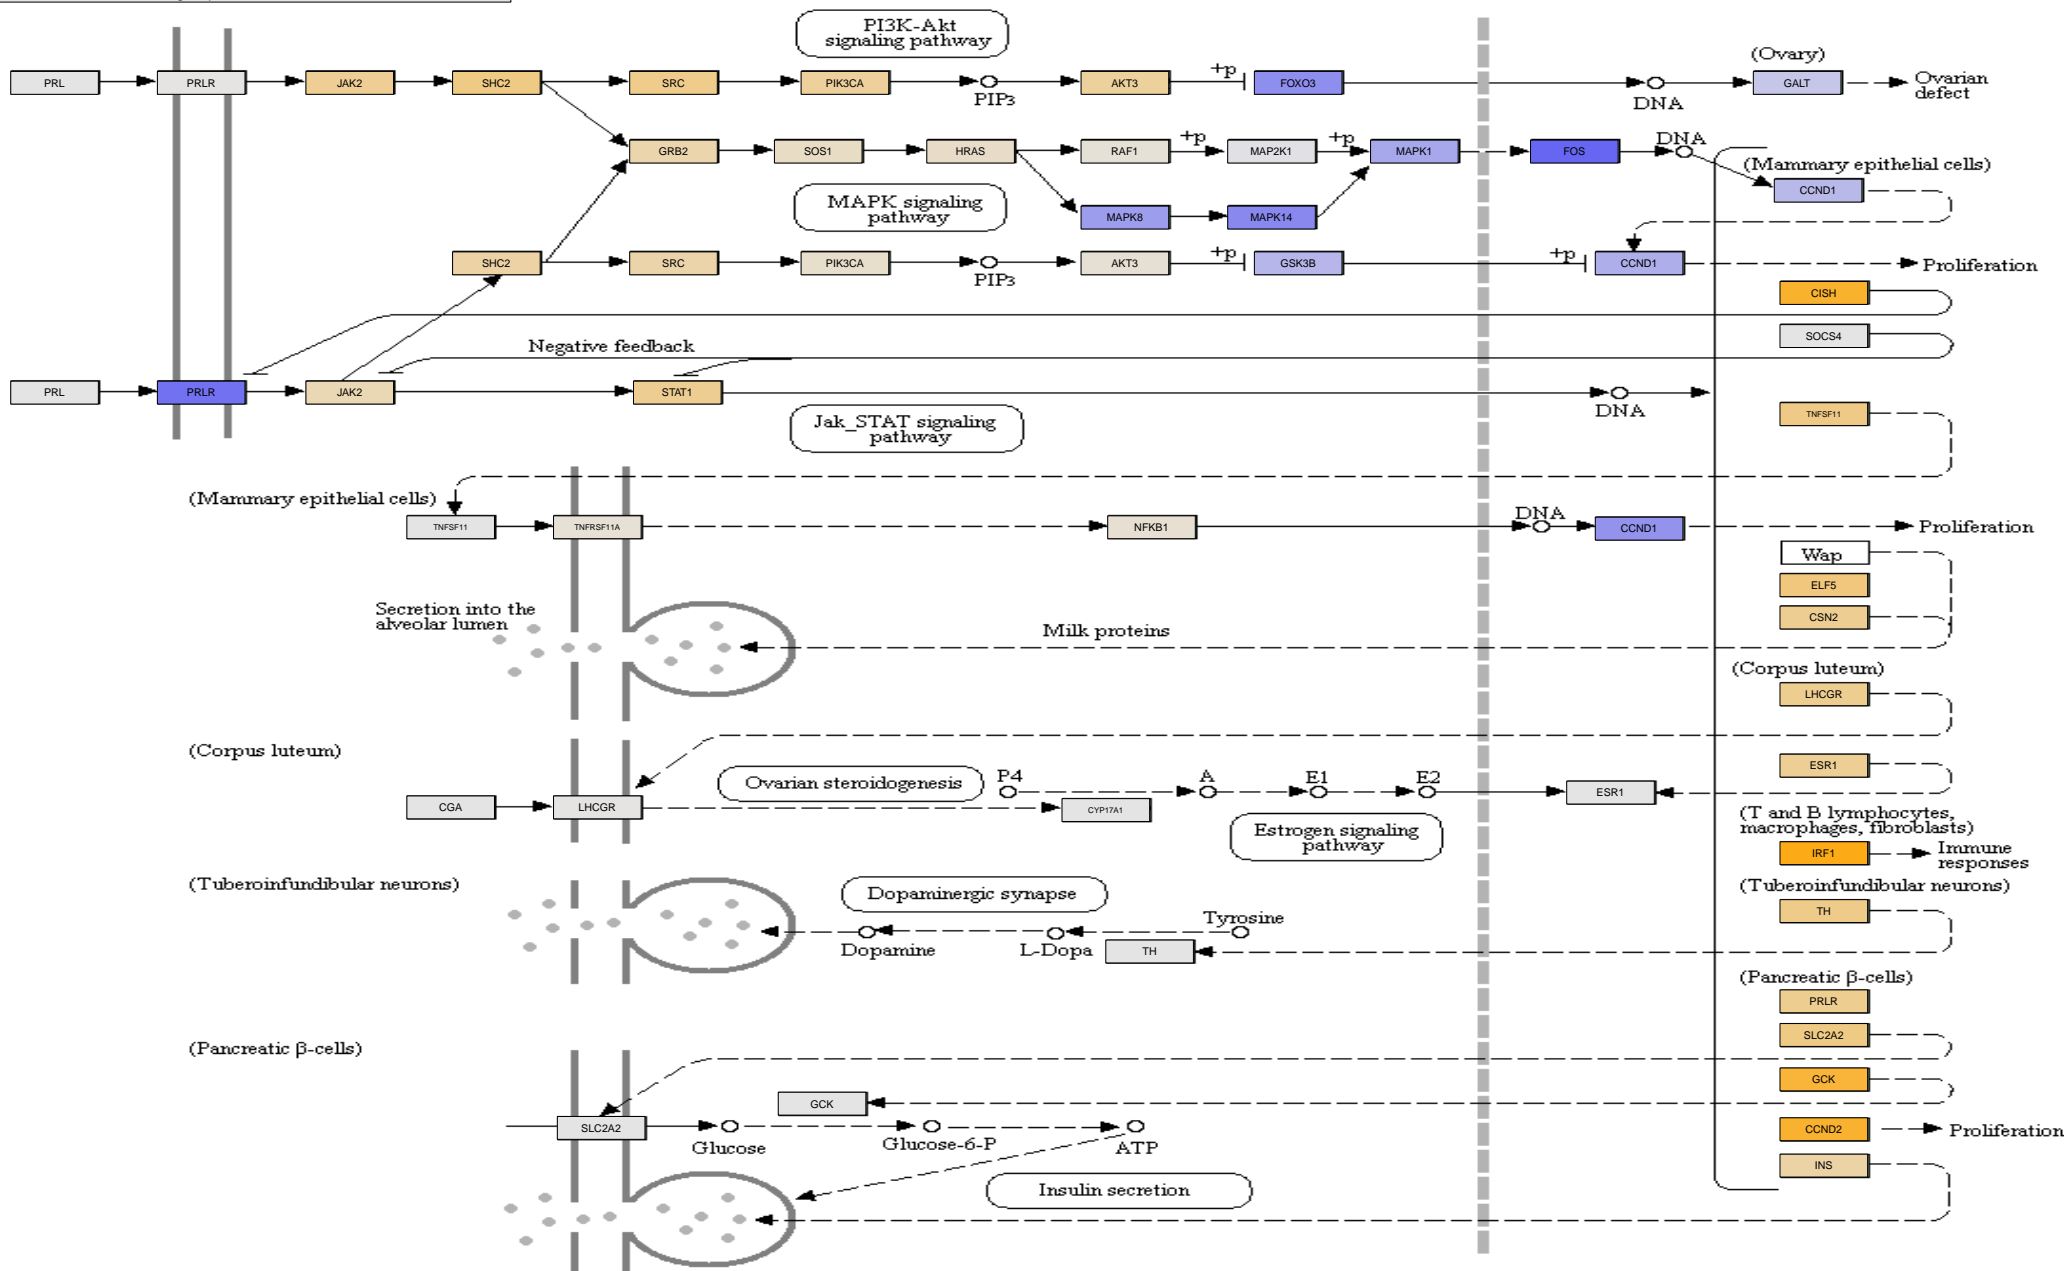 PI3K-Akt
signaling pathway
(Ovary)
PRL
PRLR
JAK2
SHC2
SRC
PIK3CA
PIP3
AKT3
+p
FOXO3
DNA
GALT
Ovarian
defect
GRB2
SOS1
HRAS
RAF1
+p
MAP2K1
+p
MAPK1
FOS
DNA
(Mammary epithelial cells)
CCND1
MAPK signaling
pathway
MAPK8
MAPK14
SHC2
SRC
PIK3CA
PIP3
AKT3
+p
GSK3B
+p
CCND1
Proliferation
CISH
SOCS4
Negative feedback
PRL
PRLR
JAK2
STAT1
DNA
Jak_STAT signaling
pathway
TNFSF11
(Mammary epithelial cells)
TNFSF11
TNFRSF11A
NFKB1
DNA
CCND1
Proliferation
Wap
ELF5
CSN2
Secretion into the
alveolar lumen
Milk proteins
(Corpus luteum)
LHCGR
(Corpus luteum)
ESR1
Ovarian steroidogenesis
P4
A
E1
E2
ESR1
CGA
LHCGR
CYP17A1
Estrogen signaling
pathway
(T and B lymphocytes,
macrophages, fibroblasts)
IRF1
Immune
responses
(Tuberoinfundibular neurons)
(Tuberoinfundibular neurons)
TH
Dopaminergic synapse
Tyrosine
Dopamine
L-Dopa
TH
(Pancreatic β-cells)
PRLR
SLC2A2
(Pancreatic β-cells)
GCK
GCK
SLC2A2
Glucose
Glucose-6-P
ATP
CCND2
Proliferation
INS
Insulin secretion